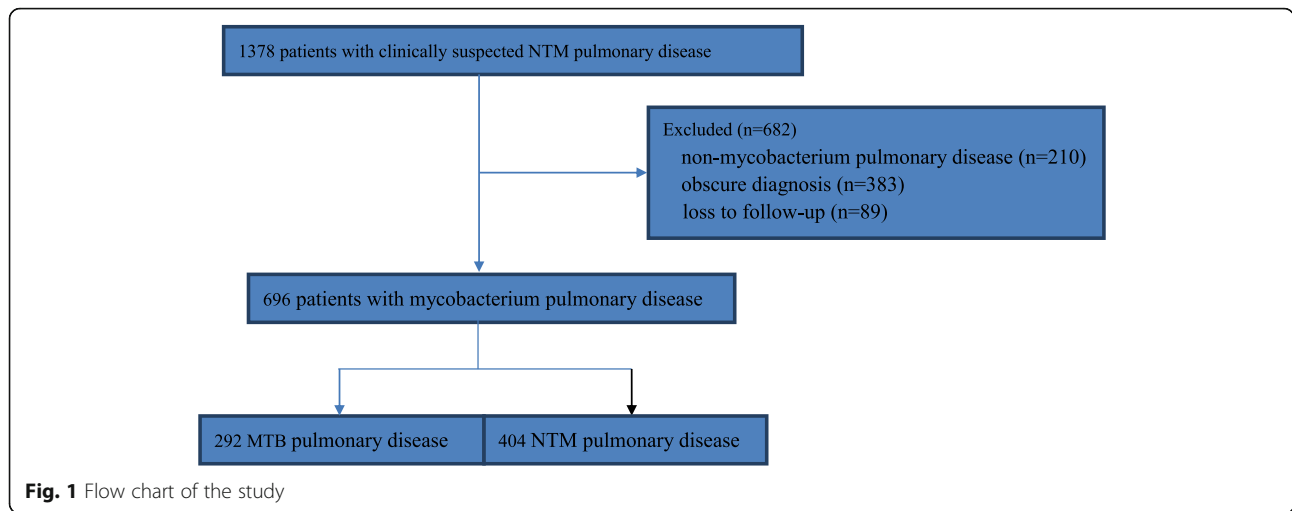 1378 patients with clinically suspected NTM pulmonary disease
Excluded (n=682)
non-mycobacterium pulmonary disease (n=210)
obscure diagnosis (n=383)
loss to follow-up (n=89)
696 patients with mycobacterium pulmonary disease
292 MTB pulmonary disease
404 NTM pulmonary disease
Fig. 1 Flow chart of the study